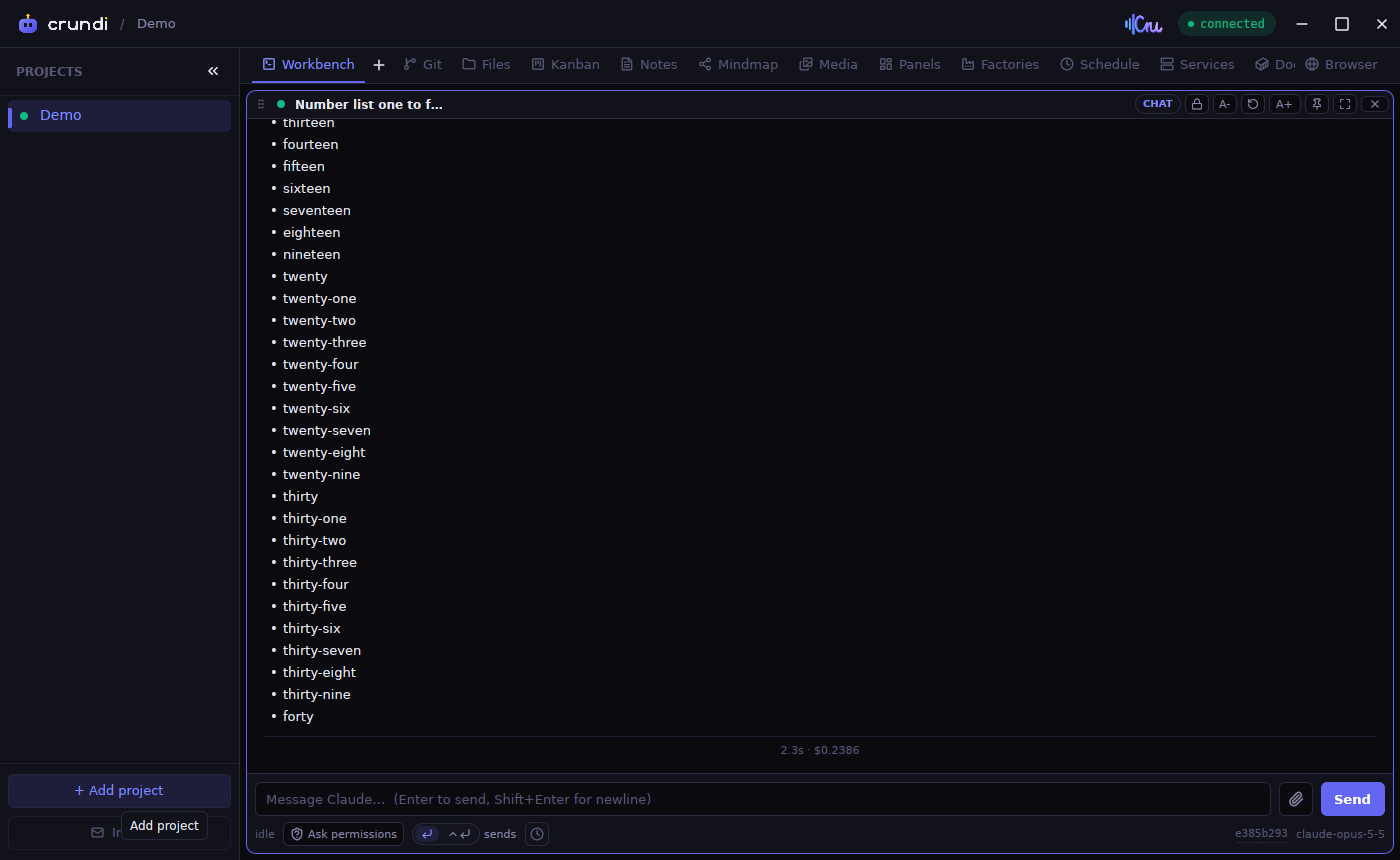 crundi / Demo
Cru
connected
PROJECTS
Workbench
Git
Files
Kanban
Notes
Mindmap
Media
Panels
Factories
Schedule
Services
Browser
Demo
Number list one to f…
CHAT
A-
A+
thirteen
• fourteen
• fifteen
• sixteen
• seventeen
• eighteen
• nineteen
• twenty
• twenty-one
• twenty-two
• twenty-three
• twenty-four
• twenty-five
• twenty-six
• twenty-seven
• twenty-eight
• twenty-nine
• thirty
• thirty-one
• thirty-two
• thirty-three
• thirty-four
• thirty-five
• thirty-six
• thirty-seven
• thirty-eight
• thirty-nine
• forty
2.3s · $0.2386
+ Add project
Add project
Message Claude… (Enter to send, Shift+Enter for newline)
Send
idle
Ask permissions
sends
e385b293
claude-opus-5-5